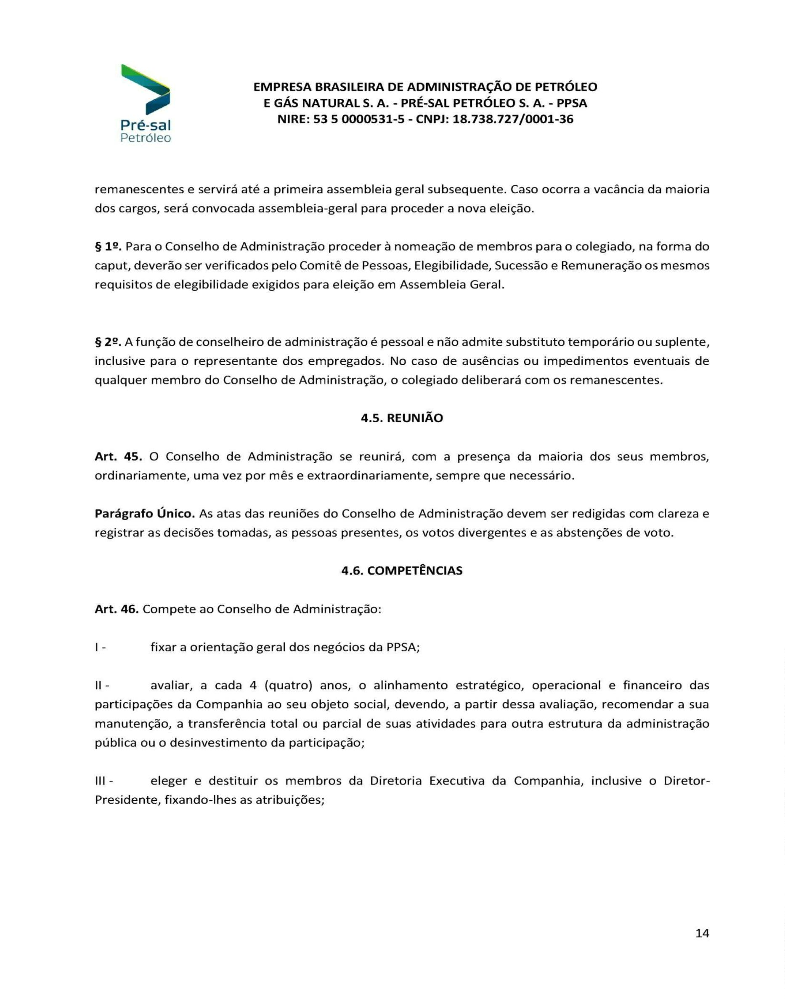 Pré-sal
Petróleo
EMPRESA BRASILEIRA DE ADMINISTRAÇÃO DE PETRÓLEO
E GÁS NATURAL S. A. - PRÉ-SAL PETRÓLEO S. A. - PPSA
NIRE: 53 5 0000531-5 - CNPJ: 18.738.727/0001-36
remanescentes e servirá até a primeira assembleia geral subsequente. Caso ocorra a vacância da maioria
dos cargos, será convocada assembleia-geral para proceder a nova eleição.
§ 1º. Para o Conselho de Administração proceder à nomeação de membros para o colegiado, na forma do
caput, deverão ser verificados pelo Comitê de Pessoas, Elegibilidade, Sucessão e Remuneração os mesmos
requisitos de elegibilidade exigidos para eleição em Assembleia Geral.
§ 2º. A função de conselheiro de administração é pessoal e não admite substituto temporário ou suplente,
inclusive para o representante dos empregados. No caso de ausências ou impedimentos eventuais de
qualquer membro do Conselho de Administração, o colegiado deliberará com os remanescentes.
4.5. REUNIÃO
Art. 45. O Conselho de Administração se reunirá, com a presença da maioria dos seus membros,
ordinariamente, uma vez por mês e extraordinariamente, sempre que necessário.
Parágrafo Único. As atas das reuniões do Conselho de Administração devem ser redigidas com clareza e
registrar as decisões tomadas, as pessoas presentes, os votos divergentes e as abstenções de voto.
4.6. COMPETÊNCIAS
Art. 46. Compete ao Conselho de Administração:
I - fixar a orientação geral dos negócios da PPSA;
II - avaliar, a cada 4 (quatro) anos, o alinhamento estratégico, operacional e financeiro das
participações da Companhia ao seu objeto social, devendo, a partir dessa avaliação, recomendar a sua
manutenção, a transferência total ou parcial de suas atividades para outra estrutura da administração
pública ou o desinvestimento da participação;
III - eleger e destituir os membros da Diretoria Executiva da Companhia, inclusive o Diretor-
Presidente, fixando-lhes as atribuições;
14